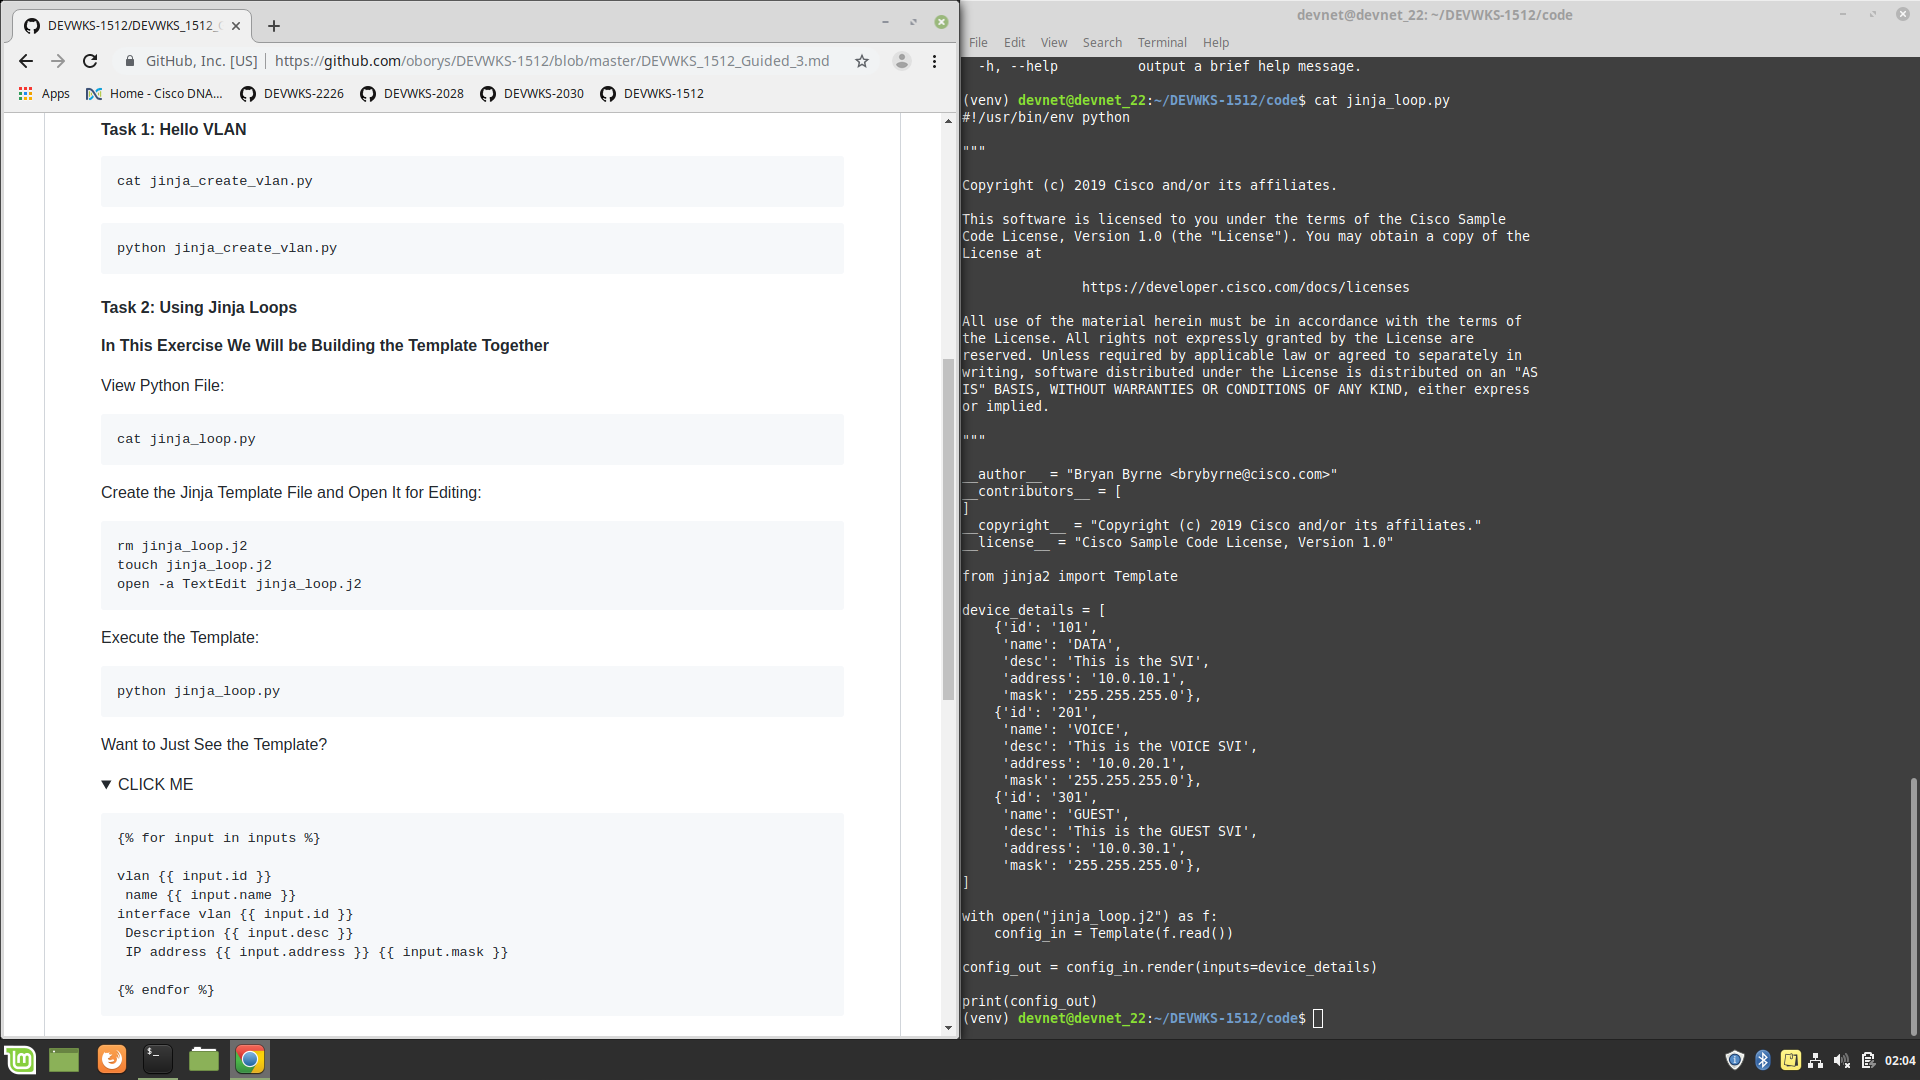 DEVWKS-1512/DEVWKS_1512_
GitHub, Inc. [US] | https://github.com/oborys/DEVWKS-1512/blob/master/DEVWKS_1512_Guided_3.md
Apps Home - Cisco DNA... DEVWKS-2226 DEVWKS-2028 DEVWKS-2030 DEVWKS-1512
Task 1: Hello VLAN
cat jinja_create_vlan.py
python jinja_create_vlan.py
Task 2: Using Jinja Loops
In This Exercise We Will be Building the Template Together
View Python File:
cat jinja_loop.py
Create the Jinja Template File and Open It for Editing:
rm jinja_loop.j2
touch jinja_loop.j2
open -a TextEdit jinja_loop.j2
Execute the Template:
python jinja_loop.py
Want to Just See the Template?
▼ CLICK ME
{% for input in inputs %}
vlan {{ input.id }}
 name {{ input.name }}
interface vlan {{ input.id }}
 Description {{ input.desc }}
 IP address {{ input.address }} {{ input.mask }}
{% endfor %}
devnet@devnet_22: ~/DEVWKS-1512/code
File Edit View Search Terminal Help
  -h, --help          output a brief help message.
(venv) devnet@devnet_22:~/DEVWKS-1512/code$ cat jinja_loop.py
#!/usr/bin/env python
"""
Copyright (c) 2019 Cisco and/or its affiliates.
This software is licensed to you under the terms of the Cisco Sample
Code License, Version 1.0 (the "License"). You may obtain a copy of the
License at
               https://developer.cisco.com/docs/licenses
All use of the material herein must be in accordance with the terms of
the License. All rights not expressly granted by the License are
reserved. Unless required by applicable law or agreed to separately in
writing, software distributed under the License is distributed on an "AS
IS" BASIS, WITHOUT WARRANTIES OR CONDITIONS OF ANY KIND, either express
or implied.
"""
__author__ = "Bryan Byrne <brybyrne@cisco.com>"
__contributors__ = [
]
__copyright__ = "Copyright (c) 2019 Cisco and/or its affiliates."
__license__ = "Cisco Sample Code License, Version 1.0"
from jinja2 import Template
device_details = [
    {'id': '101',
     'name': 'DATA',
     'desc': 'This is the SVI',
     'address': '10.0.10.1',
     'mask': '255.255.255.0'},
    {'id': '201',
     'name': 'VOICE',
     'desc': 'This is the VOICE SVI',
     'address': '10.0.20.1',
     'mask': '255.255.255.0'},
    {'id': '301',
     'name': 'GUEST',
     'desc': 'This is the GUEST SVI',
     'address': '10.0.30.1',
     'mask': '255.255.255.0'},
]
with open("jinja_loop.j2") as f:
    config_in = Template(f.read())
config_out = config_in.render(inputs=device_details)
print(config_out)
(venv) devnet@devnet_22:~/DEVWKS-1512/code$
02:04